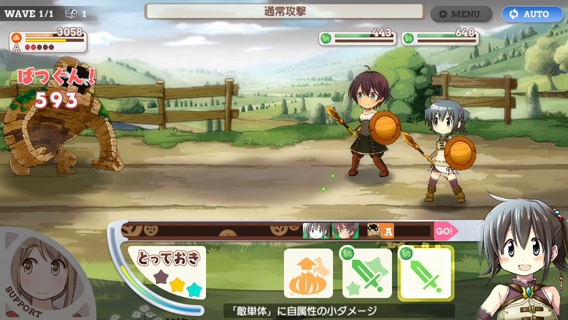 WAVE 1/1 1
通常攻撃
MENU
AUTO
3058
A
443
648
ばつぐん!
593
A
GO!
とっておき
SUPPORT
「敵単体」に自属性の小ダメージ